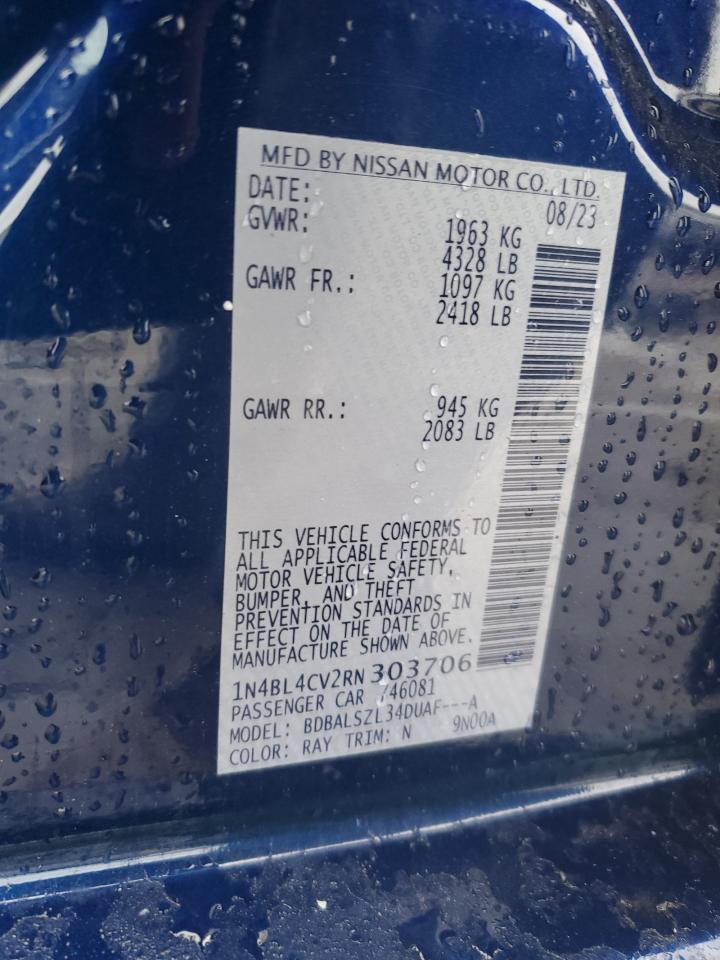 MFD BY NISSAN MOTOR CO., LTD.
DATE: 08/23
GVWR: 1963 KG
4328 LB
GAWR FR.: 1097 KG
2418 LB
GAWR RR.: 945 KG
2083 LB
THIS VEHICLE CONFORMS TO
ALL APPLICABLE FEDERAL
MOTOR VEHICLE SAFETY,
BUMPER, AND THEFT
PREVENTION STANDARDS IN
EFFECT ON THE DATE OF
MANUFACTURE SHOWN ABOVE.
1N4BL4CV2RN303706
PASSENGER CAR 746081
MODEL: BDBALSZL34DUAF---A
COLOR: RAY TRIM: N 9N00A